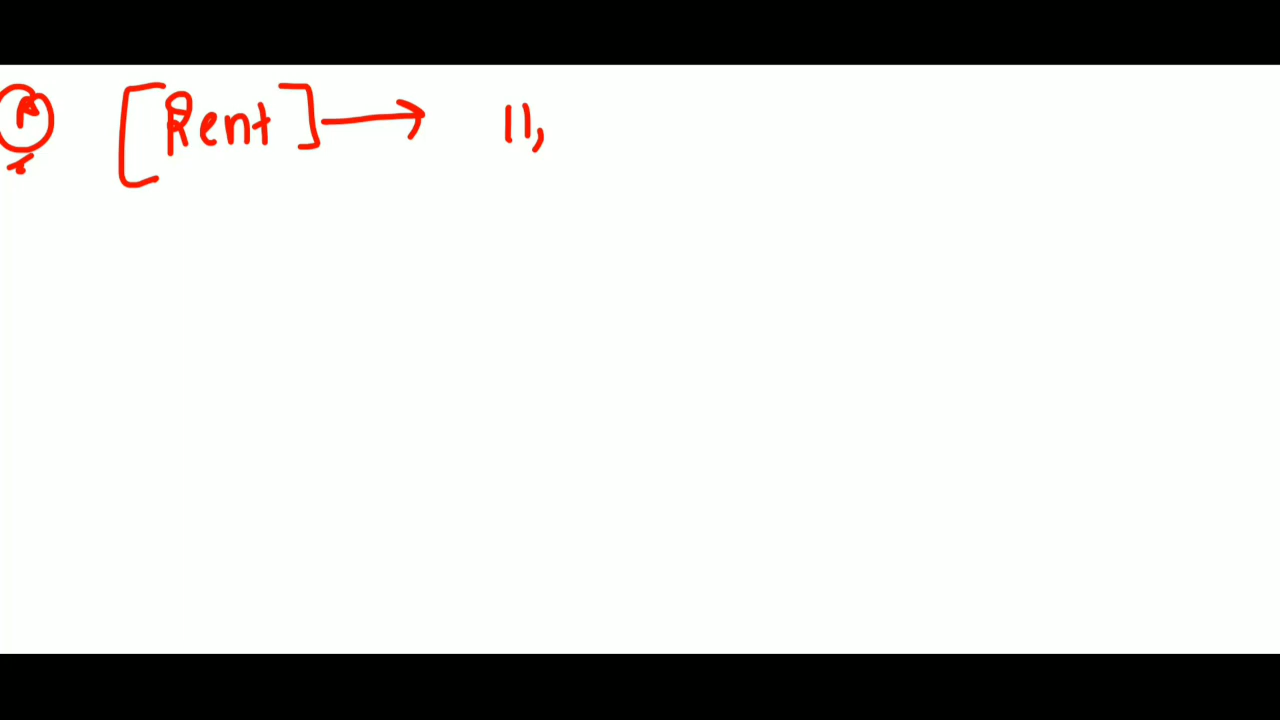 [Rent] → 11,